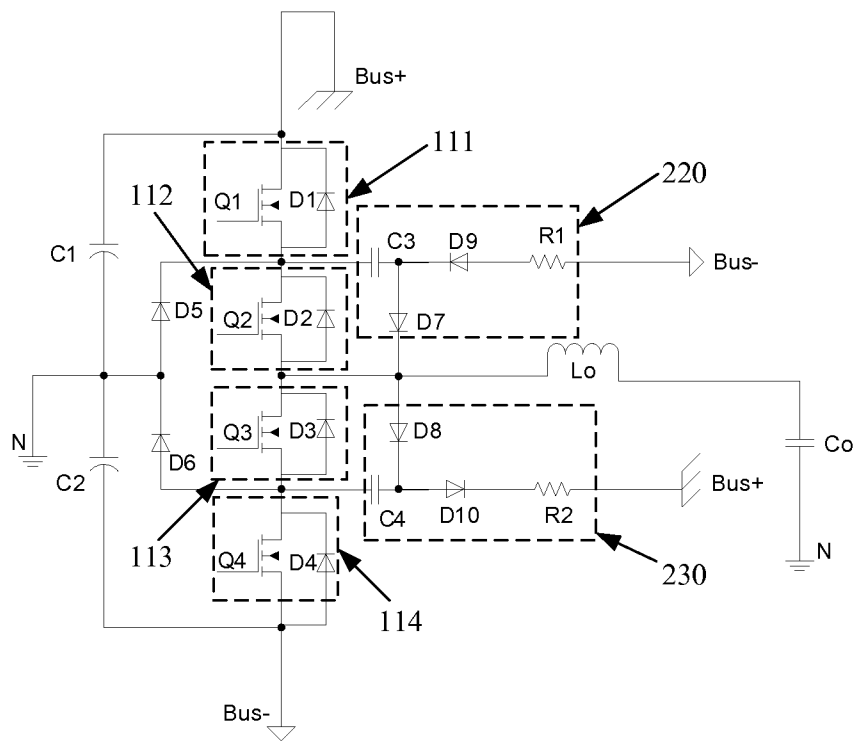 Bus+
111
112
220
Q1
D1
C3
D9
R1
C1
Bus-
D5
Q2
D2
D7
Lo
N
Q3
D3
D8
Co
D6
C2
Bus+
C4
D10
R2
113
Q4
D4
N
230
114
Bus-